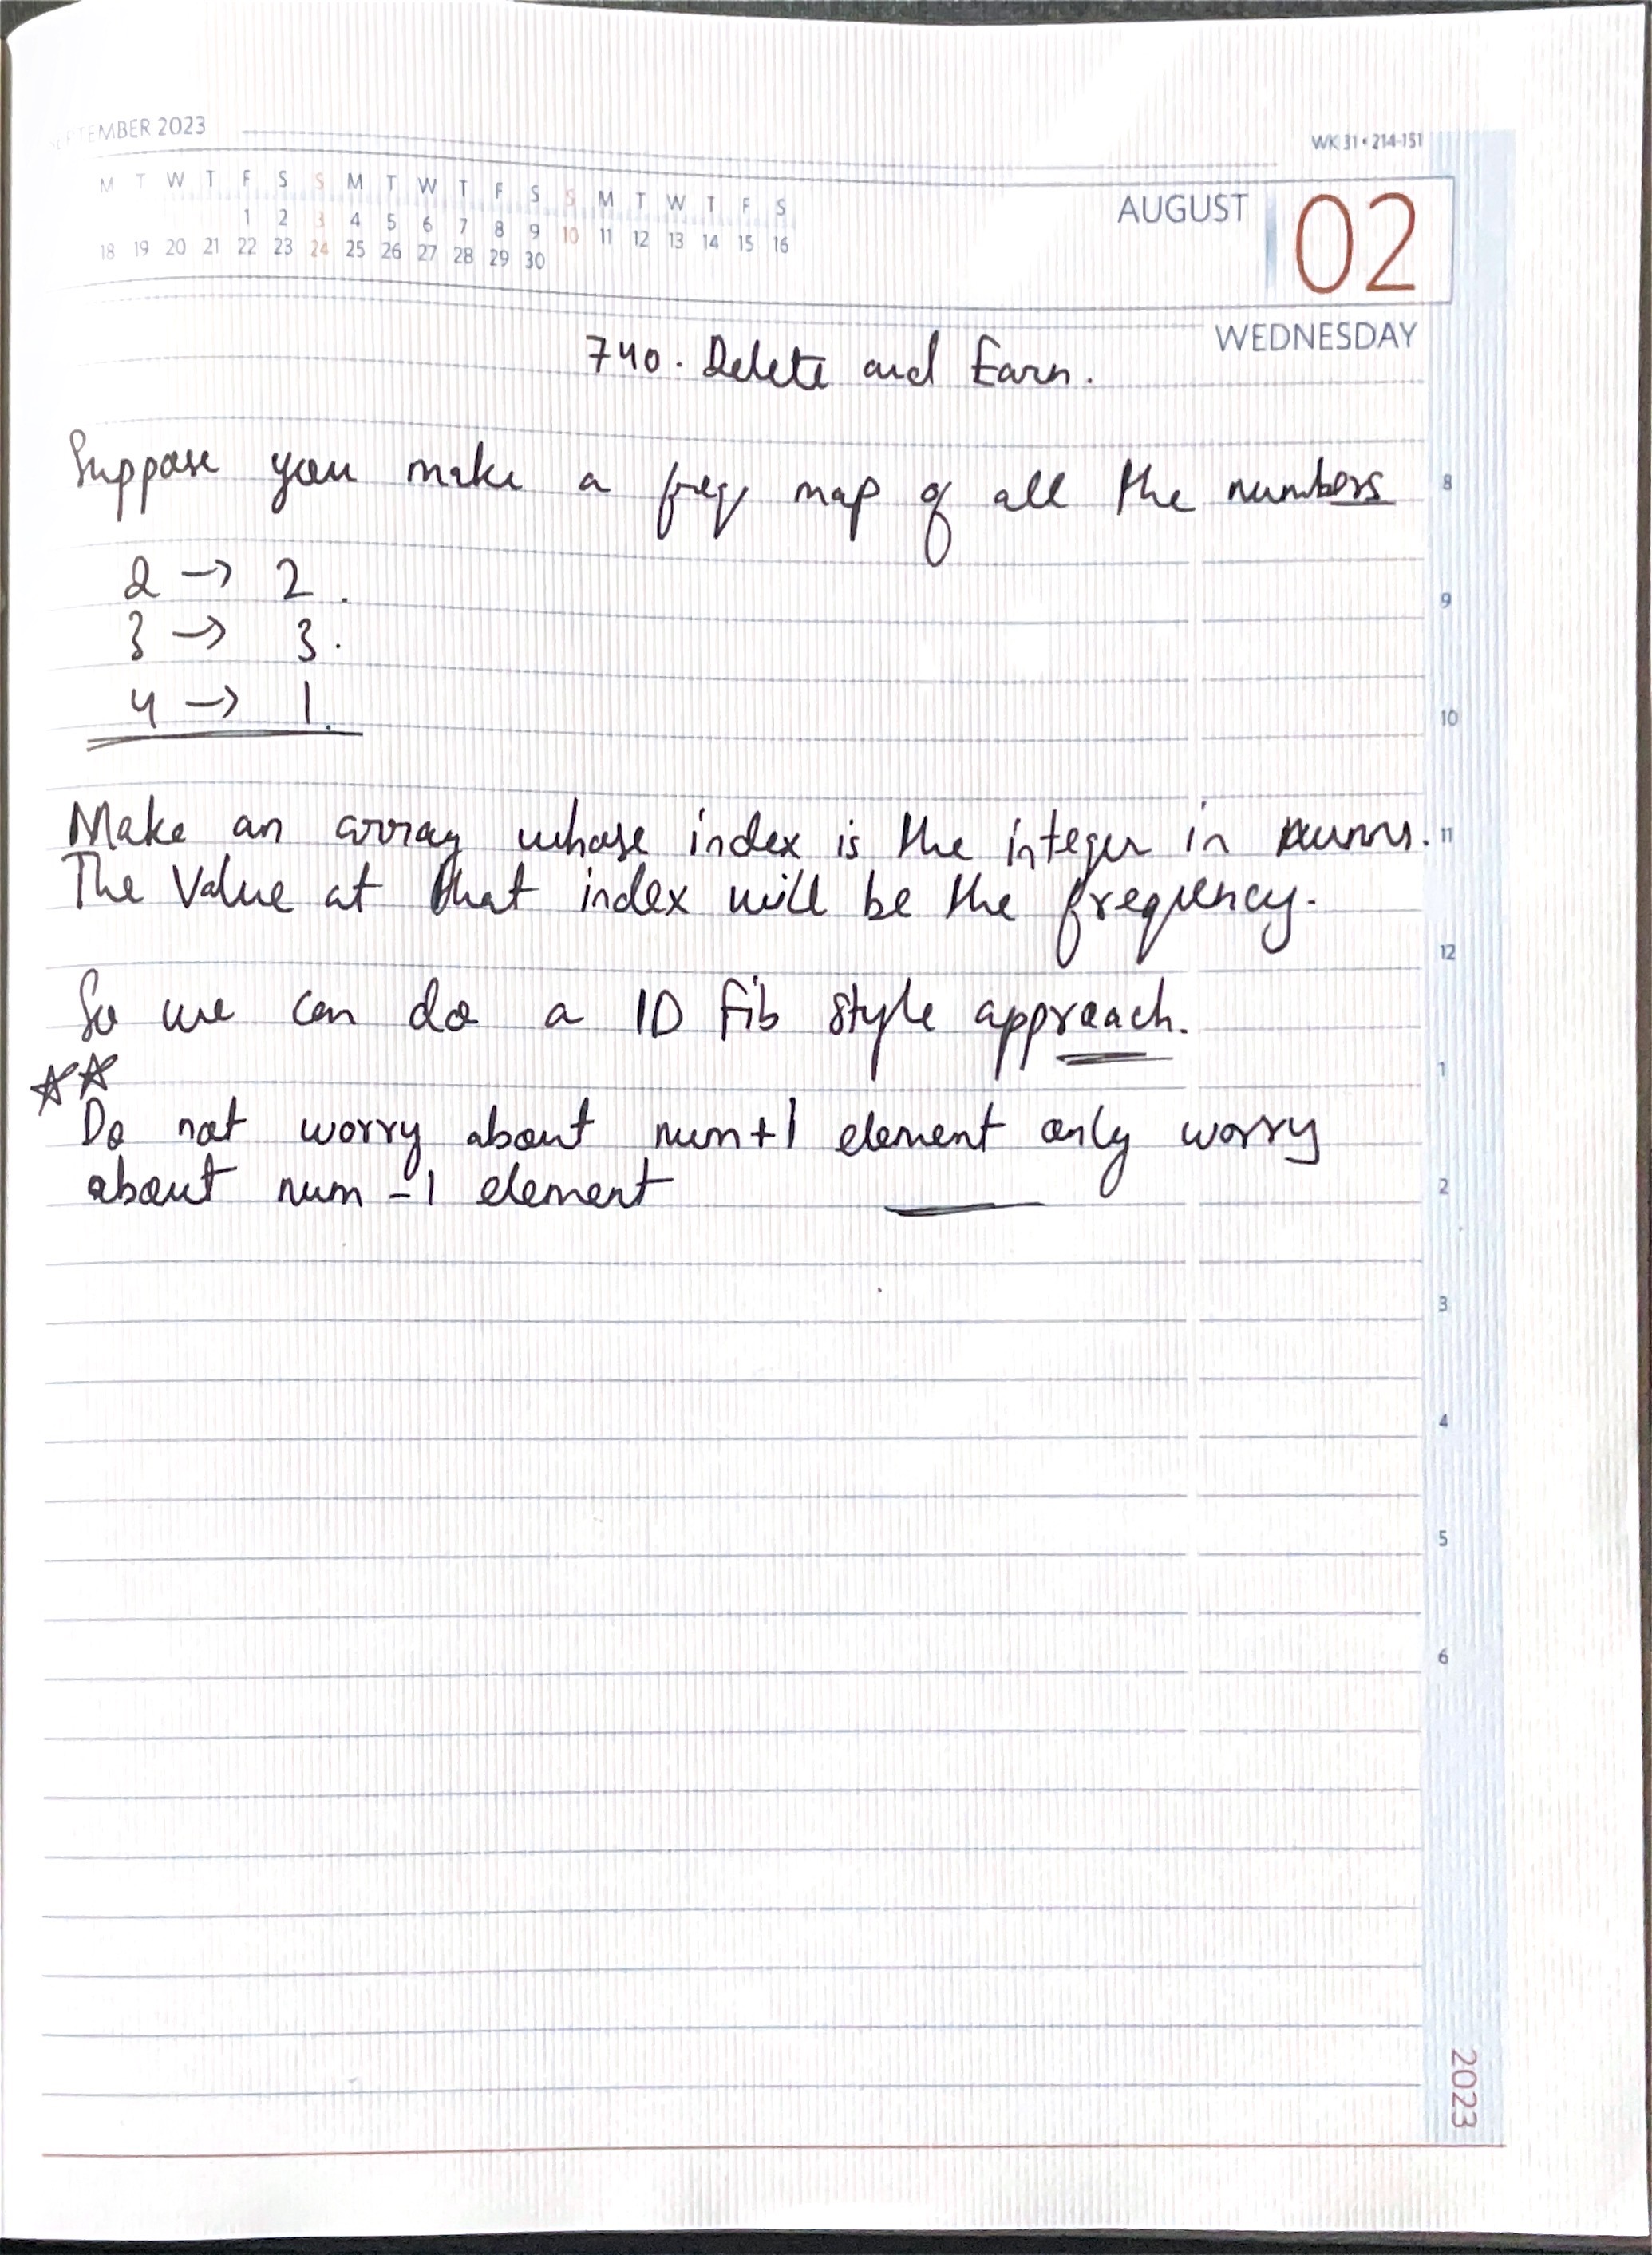 SEPTEMBER 2023
WK 31 • 214-151
M T W T F S S M T W T F S S M T W T F S
1 2 3 4 5 6 7 8 9 10 11 12 13 14 15 16
18 19 20 21 22 23 24 25 26 27 28 29 30
AUGUST 02
WEDNESDAY
740. Delete and Earn.
Suppose you make a freq map of all the numbers
8
2 → 2.
9
3 → 3.
4 → 1.
10
Make an array whose index is the integer in nums.
11
The Value at that index will be the frequency.
12
So we can do a 1D Fib style approach.
1
☆☆
Do not worry about num+1 element only worry
about num -1 element
2
3
4
5
6
2023